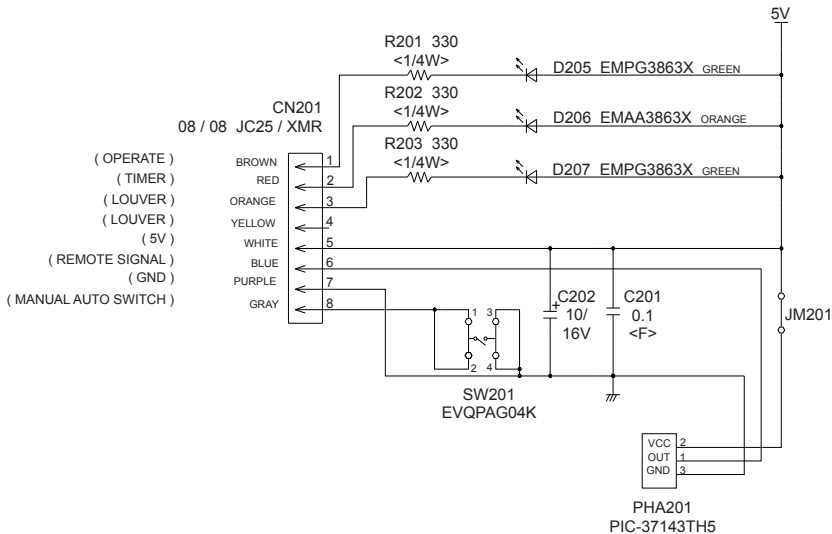 5V
R201 330
<1/4W>
D205 EMPG3863X GREEN
R202 330
<1/4W>
D206 EMAA3863X ORANGE
R203 330
<1/4W>
D207 EMPG3863X GREEN
CN201
08 / 08 JC25 / XMR
( OPERATE ) BROWN 1
( TIMER ) RED 2
( LOUVER ) ORANGE 3
( LOUVER ) YELLOW 4
( 5V ) WHITE 5
( REMOTE SIGNAL ) BLUE 6
( GND ) PURPLE 7
( MANUAL AUTO SWITCH ) GRAY 8
1 3
2 4
SW201
EVQPAG04K
+ C202
10/
16V
C201
0.1
<F>
JM201
VCC 2
OUT 1
GND 3
PHA201
PIC-37143TH5